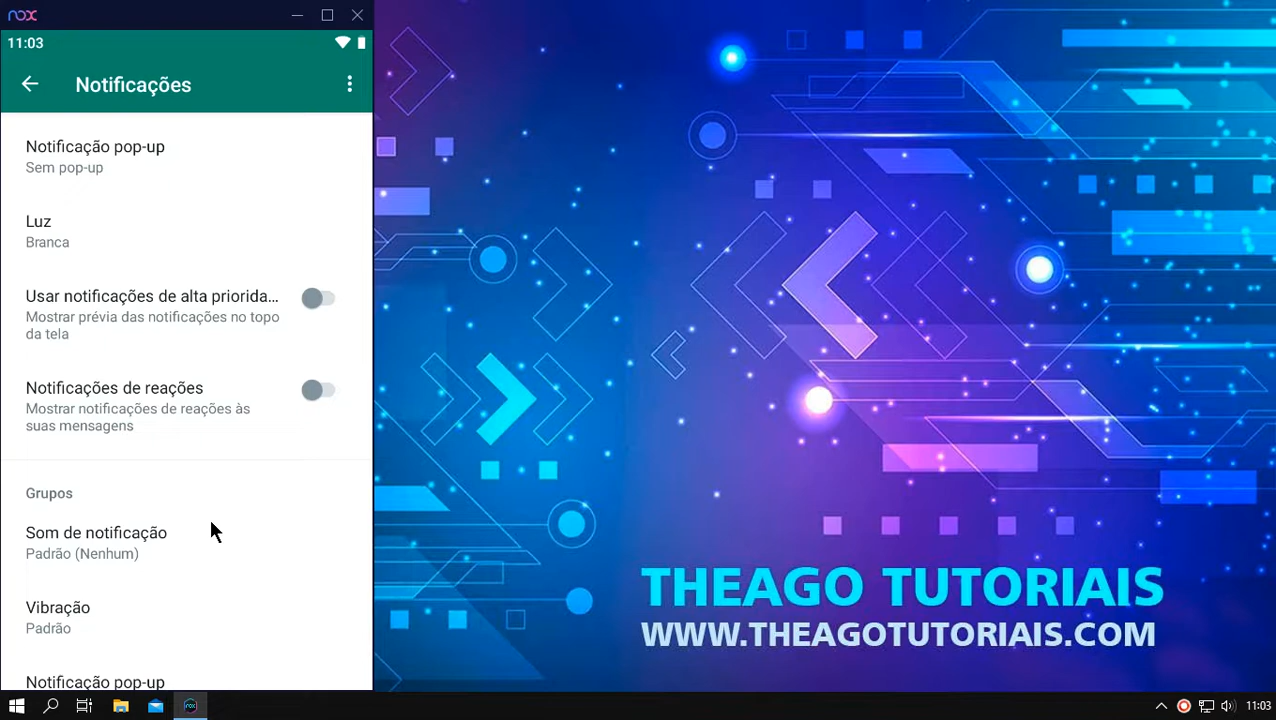 nox
11:03
Notificações
Notificação pop-up
Sem pop-up
Luz
Branca
Usar notificações de alta priorida...
Mostrar prévia das notificações no topo
da tela
Notificações de reações
Mostrar notificações de reações às
suas mensagens
Grupos
Som de notificação
Padrão (Nenhum)
Vibração
Padrão
Notificação pop-up
THEAGO TUTORIAIS
WWW.THEAGOTUTORIAIS.COM
11:03